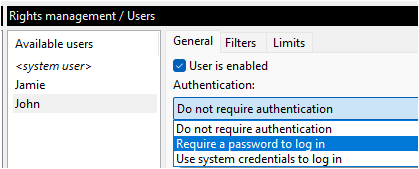 Rights management / Users
Available users
<system user>
Jamie
John
General Filters Limits
User is enabled
Authentication:
Do not require authentication
Do not require authentication
Require a password to log in
Use system credentials to log in